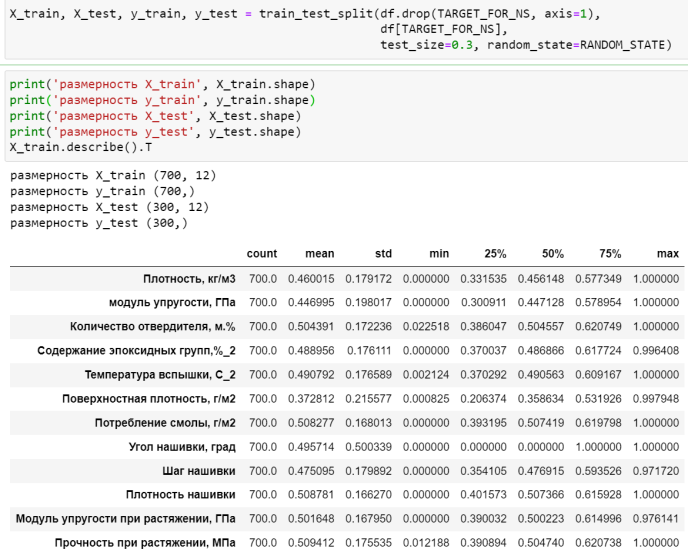 X_train, X_test, y_train, y_test = train_test_split(df.drop(TARGET_FOR_NS, axis=1),
df[TARGET_FOR_NS],
test_size=0.3, random_state=RANDOM_STATE)
print('размерность X_train', X_train.shape)
print('размерность y_train', y_train.shape)
print('размерность X_test', X_test.shape)
print('размерность y_test', y_test.shape)
X_train.describe().T
размерность X_train (700, 12)
размерность y_train (700,)
размерность X_test (300, 12)
размерность y_test (300,)
count mean std min 25% 50% 75% max
Плотность, кг/м3 700.0 0.460015 0.179172 0.000000 0.331535 0.456148 0.577349 1.000000
модуль упругости, ГПа 700.0 0.446995 0.198017 0.000000 0.300911 0.447128 0.578954 1.000000
Количество отвердителя, м.% 700.0 0.504391 0.172236 0.022518 0.386047 0.504557 0.620749 1.000000
Содержание эпоксидных групп,%_2 700.0 0.488956 0.176111 0.000000 0.370037 0.486866 0.617724 0.996408
Температура вспышки, С_2 700.0 0.490792 0.176589 0.002124 0.370292 0.490563 0.609167 1.000000
Поверхностная плотность, г/м2 700.0 0.372812 0.215577 0.000825 0.206374 0.358634 0.531926 0.997948
Потребление смолы, г/м2 700.0 0.508277 0.168013 0.000000 0.393195 0.507419 0.619798 1.000000
Угол нашивки, град 700.0 0.495714 0.500339 0.000000 0.000000 0.000000 1.000000 1.000000
Шаг нашивки 700.0 0.475095 0.179892 0.000000 0.354105 0.476915 0.593526 0.971720
Плотность нашивки 700.0 0.508781 0.166270 0.000000 0.401573 0.507366 0.615928 1.000000
Модуль упругости при растяжении, ГПа 700.0 0.501648 0.167950 0.000000 0.390032 0.500223 0.614996 0.976141
Прочность при растяжении, МПа 700.0 0.509412 0.175535 0.012188 0.390894 0.504740 0.620738 1.000000